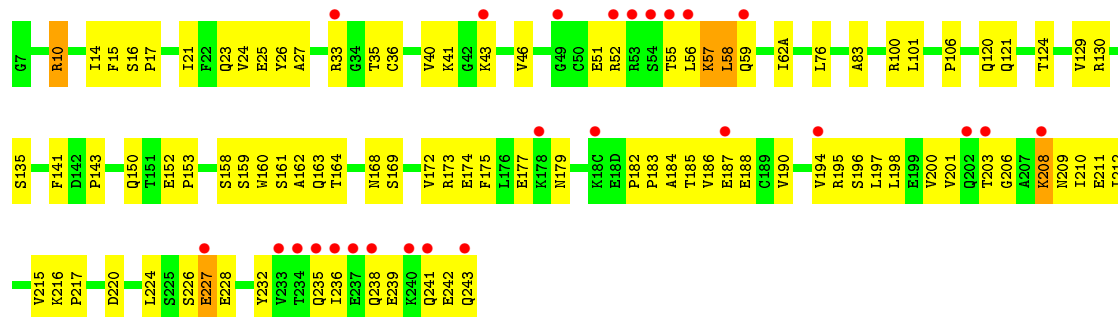 G7 R10 I14 F15 S16 P17 I21 F22 Q23 V24 E25 Y26 A27 R33 G34 T35 C36 V40 K41 G42 K43 V46 G49 C50 E51 R52 R53 S54 T55 L56 K57 L58 Q59 I62A L76 A83 R100 L101 P106 Q120 Q121 T124 V129 R130
S135 F141 D142 P143 Q150 T151 E152 P153 S158 S159 W160 S161 A162 Q163 T164 N168 S169 V172 R173 E174 F175 L176 E177 K178 N179 K18C E18D P182 P183 A184 T185 V186 E187 E188 C189 V190 V194 R195 S196 L197 L198 E199 V200 V201 Q202 T203 G206 A207 K208 N209 I210 E211 I212
V215 K216 P217 D220 L224 S225 S226 E227 E228 Y232 V233 T234 Q235 I236 E237 Q238 E239 K240 Q241 E242 Q243